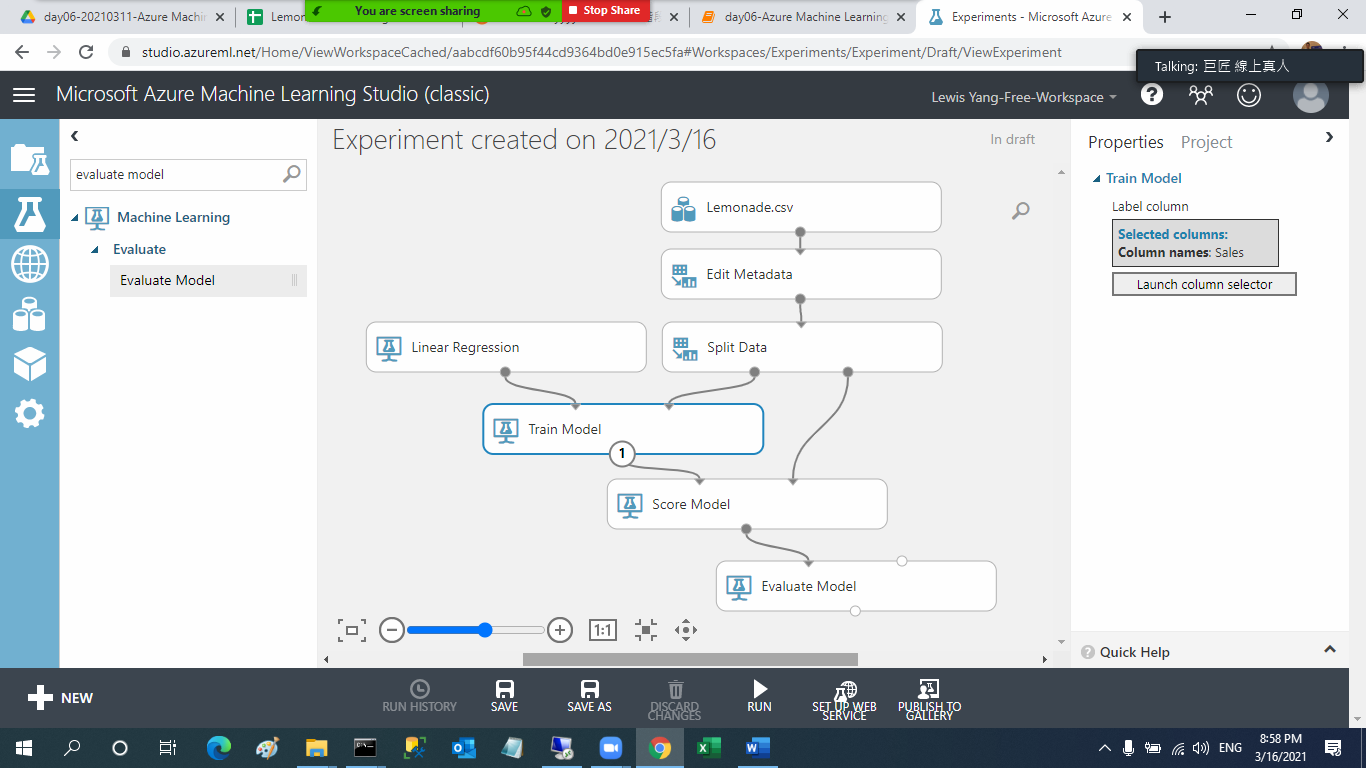 day06-20210311-Azure Machi
Lemon
You are screen sharing
Stop Share
day06-Azure Machine Learning
Experiments - Microsoft Azure
studio.azureml.net/Home/ViewWorkspaceCached/aabcdf60b95f44cd9364bd0e915ec5fa#Workspaces/Experiments/Experiment/Draft/ViewExperiment
Talking: 巨匠 線上真人
Microsoft Azure Machine Learning Studio (classic)
Lewis Yang-Free-Workspace
evaluate model
Machine Learning
Evaluate
Evaluate Model
Experiment created on 2021/3/16
In draft
Lemonade.csv
Edit Metadata
Linear Regression
Split Data
Train Model
1
Score Model
Evaluate Model
1:1
Properties
Project
Train Model
Label column
Selected columns:
Column names: Sales
Launch column selector
Quick Help
NEW
RUN HISTORY
SAVE
SAVE AS
DISCARD
CHANGES
RUN
SET UP WEB
SERVICE
PUBLISH TO
GALLERY
ENG
8:58 PM
3/16/2021